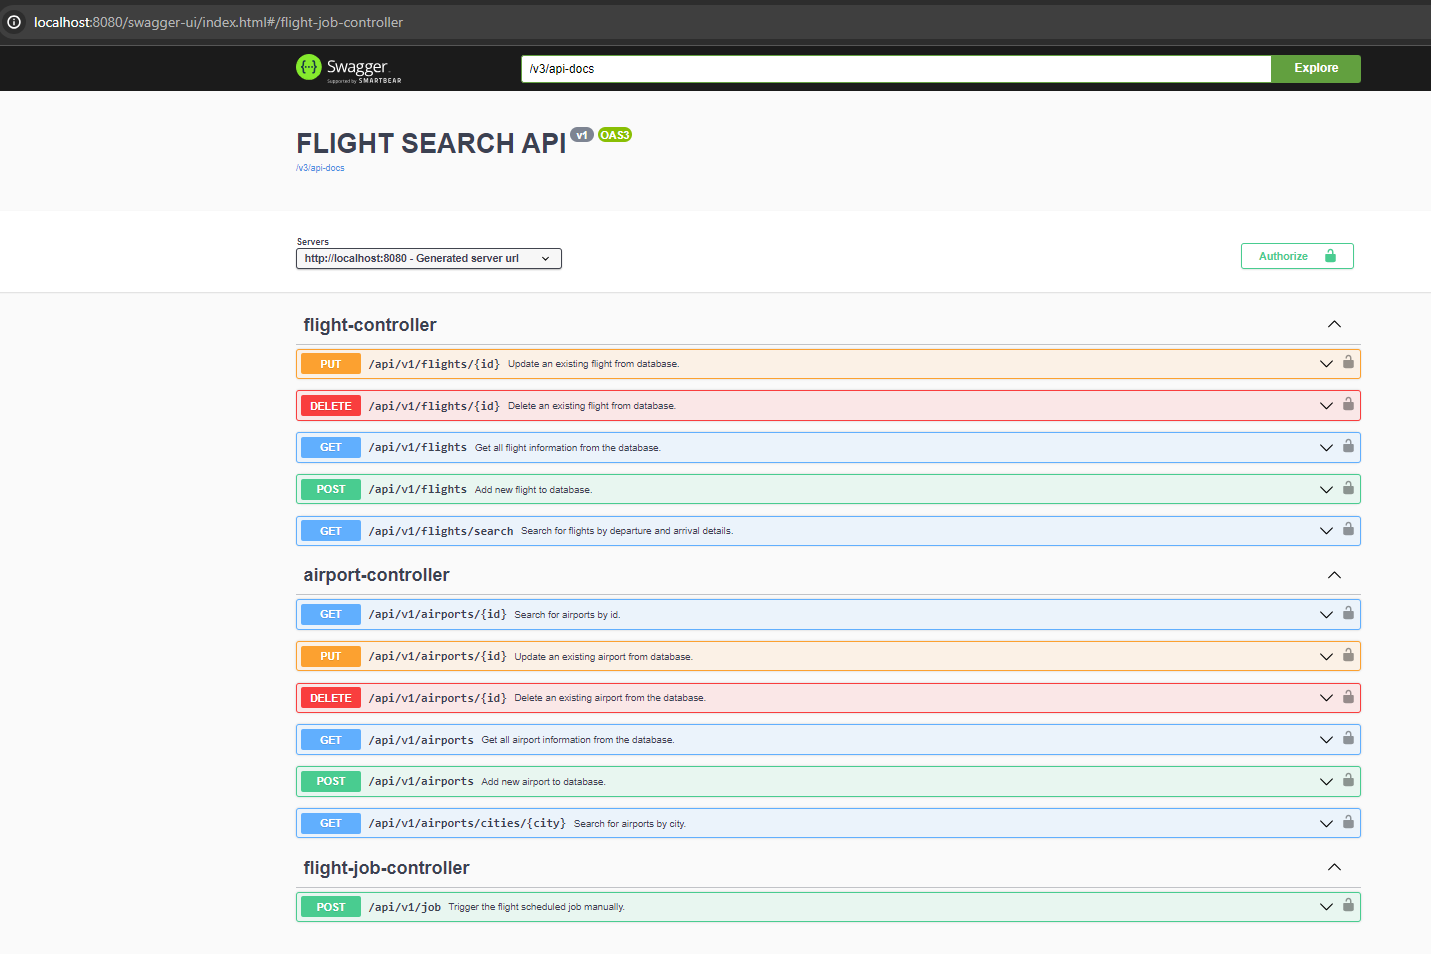 localhost:8080/swagger-ui/index.html#/flight-job-controller
Swagger
Supported by SMARTBEAR
/v3/api-docs
Explore
FLIGHT SEARCH API v1 OAS3
/v3/api-docs
Servers
http://localhost:8080 - Generated server url
Authorize
flight-controller
PUT /api/v1/flights/{id} Update an existing flight from database.
DELETE /api/v1/flights/{id} Delete an existing flight from database.
GET /api/v1/flights Get all flight information from the database.
POST /api/v1/flights Add new flight to database.
GET /api/v1/flights/search Search for flights by departure and arrival details.
airport-controller
GET /api/v1/airports/{id} Search for airports by id.
PUT /api/v1/airports/{id} Update an existing airport from database.
DELETE /api/v1/airports/{id} Delete an existing airport from the database.
GET /api/v1/airports Get all airport information from the database.
POST /api/v1/airports Add new airport to database.
GET /api/v1/airports/cities/{city} Search for airports by city.
flight-job-controller
POST /api/v1/job Trigger the flight scheduled job manually.